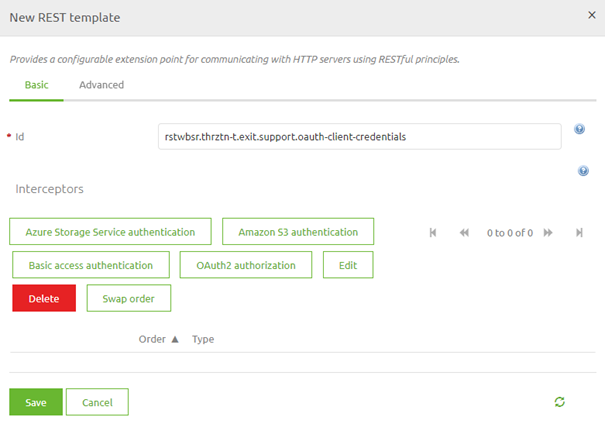 New REST template
×
Provides a configurable extension point for communicating with HTTP servers using RESTful principles.
Basic Advanced
* Id rstwbsr.thrztn-t.exit.support.oauth-client-credentials
Interceptors
Azure Storage Service authentication Amazon S3 authentication 0 to 0 of 0
Basic access authentication OAuth2 authorization Edit
Delete Swap order
Order ▲ Type
Save Cancel